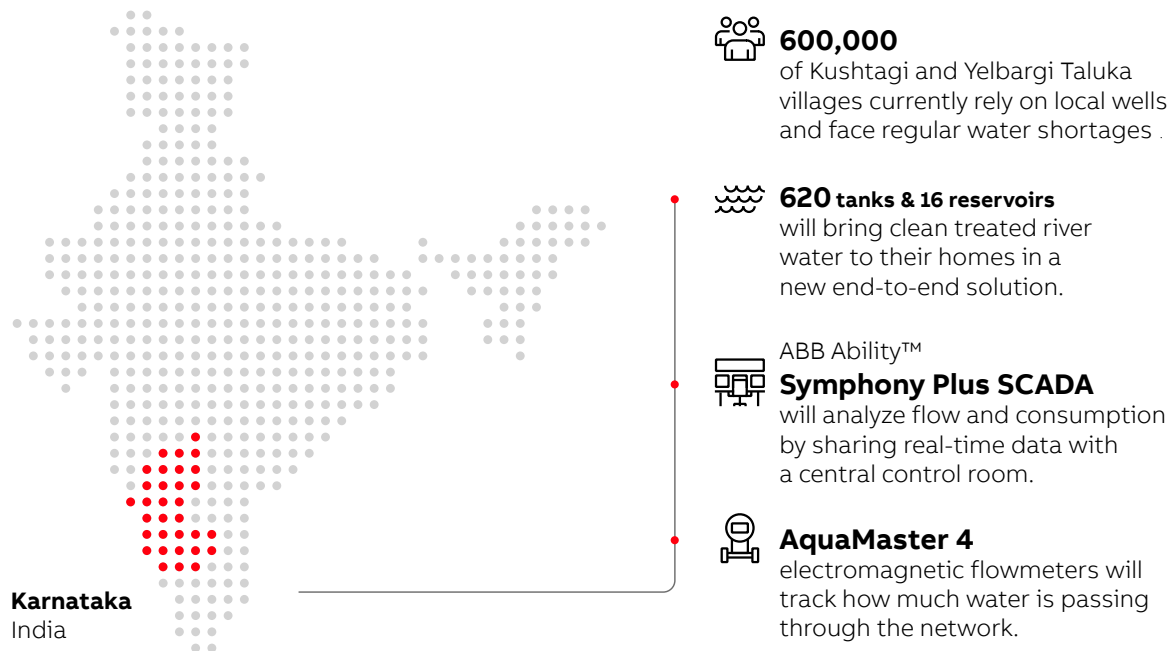 600,000
of Kushtagi and Yelbargi Taluka
villages currently rely on local wells
and face regular water shortages .
620 tanks & 16 reservoirs
will bring clean treated river
water to their homes in a
new end-to-end solution.
ABB Ability™
Symphony Plus SCADA
will analyze flow and consumption
by sharing real-time data with
a central control room.
AquaMaster 4
electromagnetic flowmeters will
track how much water is passing
through the network.
Karnataka
India